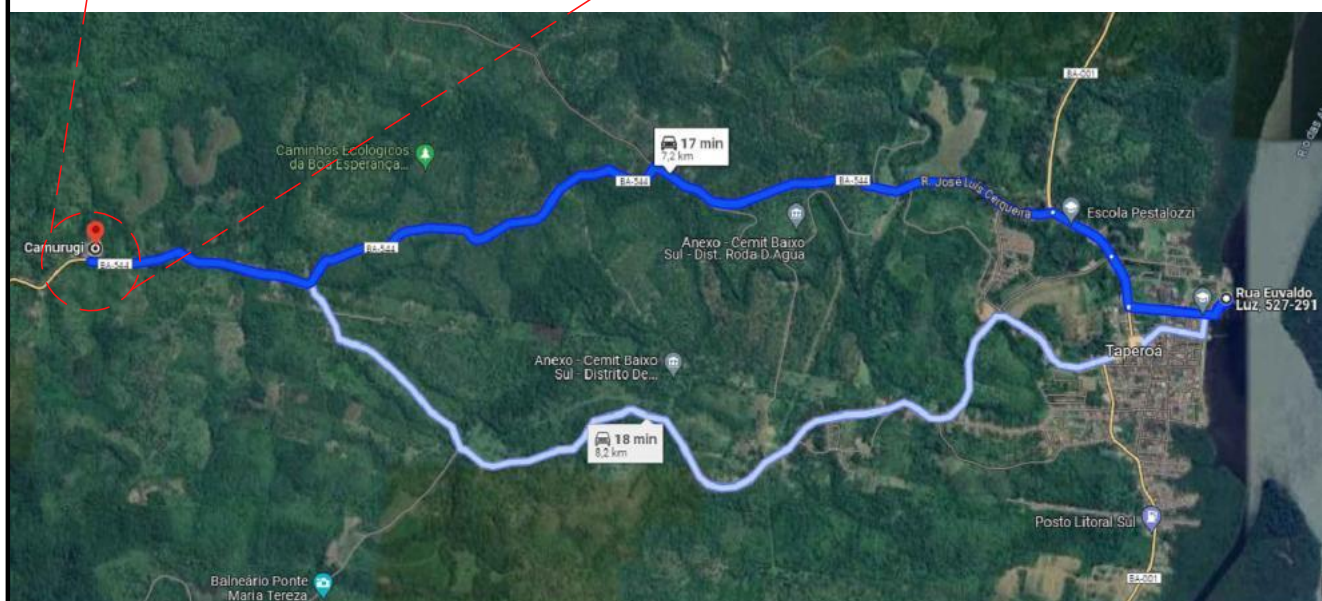 BA-001
Rio das
Caminhos Ecológicos
da Boa Esperança...
17 min
7,2 km
BA-544
BA-544
R. José Luís Cerqueira
Escola Pestalozzi
Camurugi
BA-544
BA-544
Anexo - Cemit Baixo
Sul - Dist. Roda D Agua
Rua Euvaldo
Luz, 527-291
Taperoá
Anexo - Cemit Baixo
Sul - Distrito De...
18 min
8,2 km
Posto Litoral Sul
Balneário Ponte
Maria Tereza
BA-001